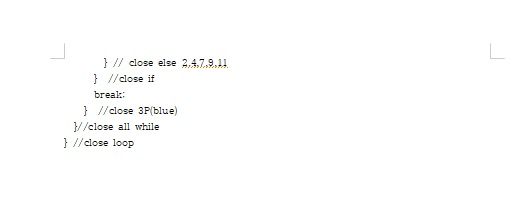 } // close else 2,4,7,9,11
} //close if
break;
} //close 3P(blue)
}//close all while
} //close loop